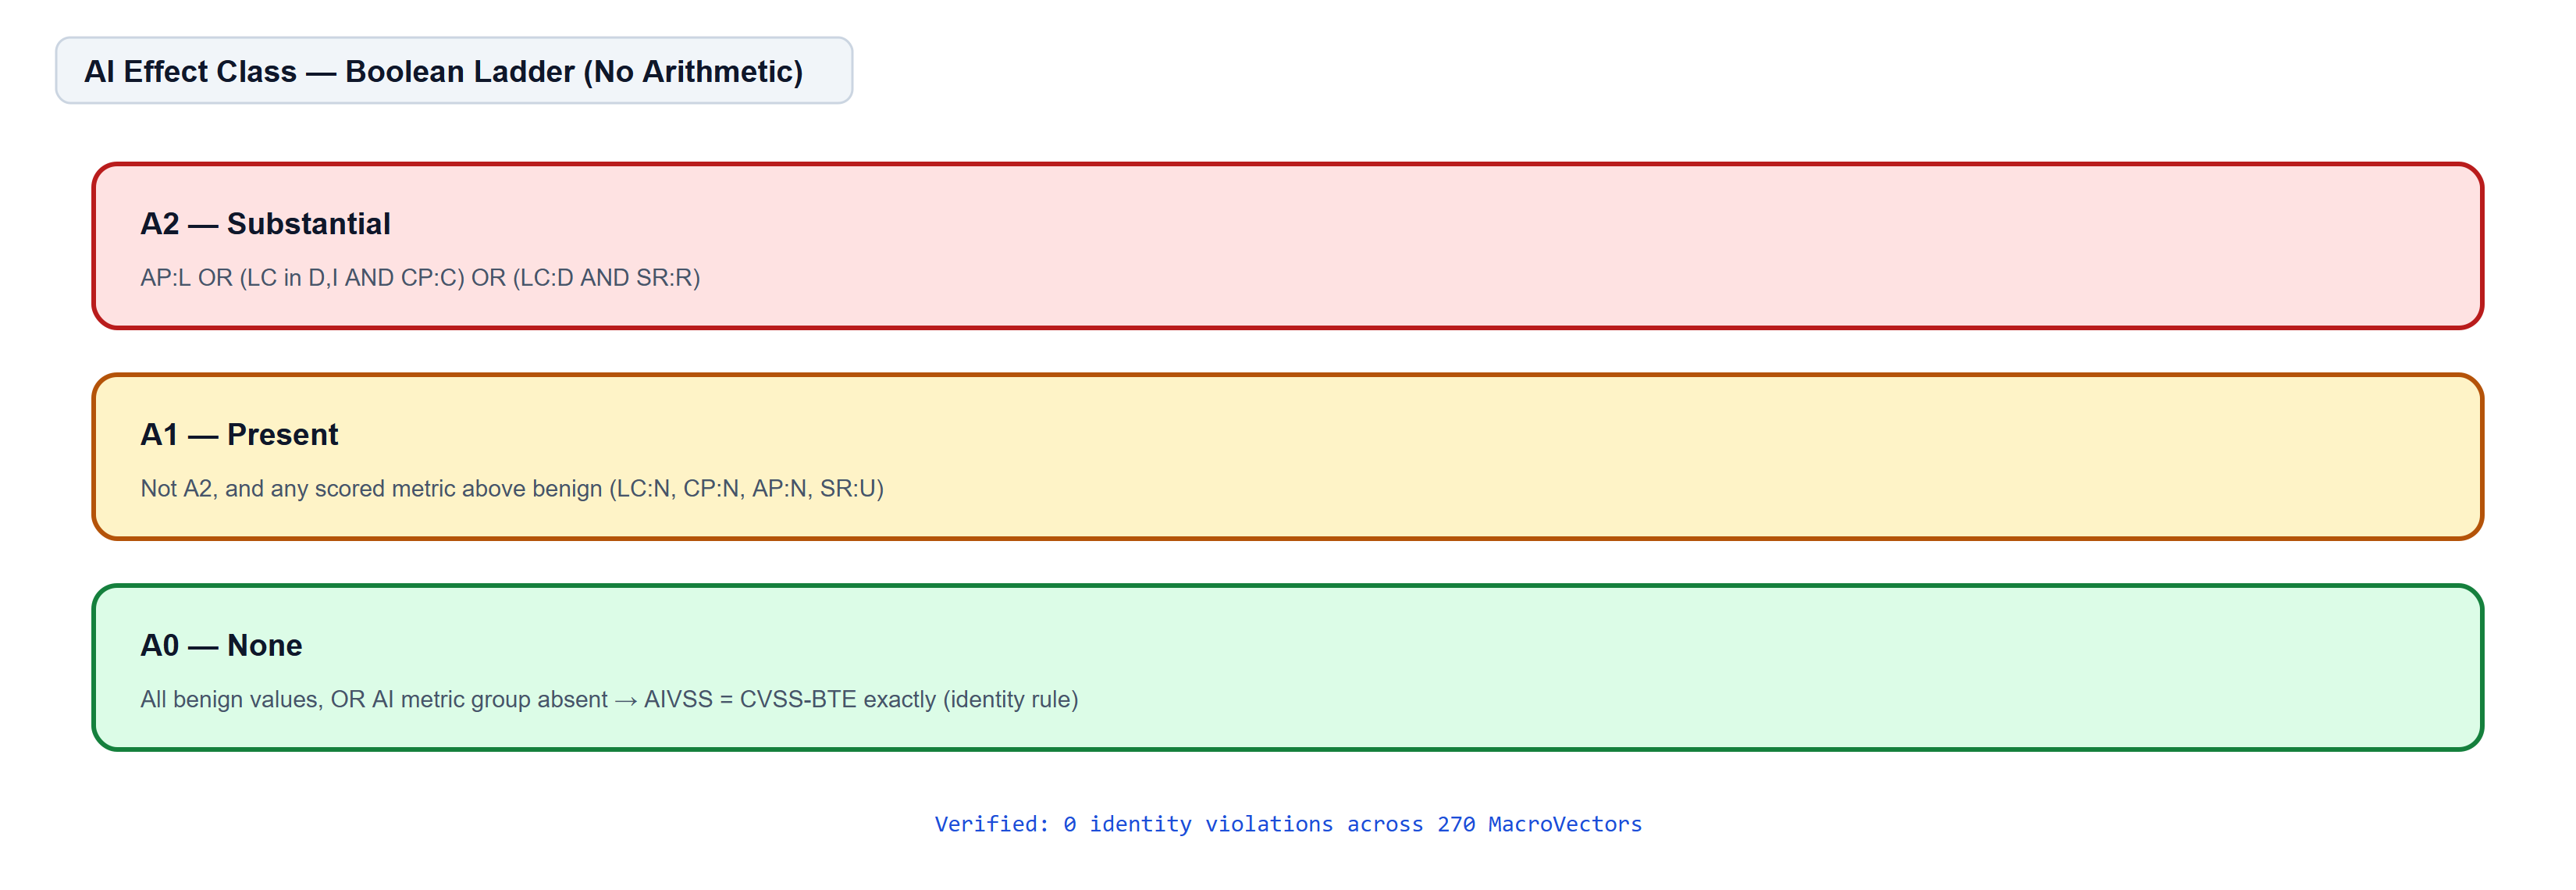 AI Effect Class — Boolean Ladder (No Arithmetic)
A2 — Substantial
AP:L OR (LC in D,I AND CP:C) OR (LC:D AND SR:R)
A1 — Present
Not A2, and any scored metric above benign (LC:N, CP:N, AP:N, SR:U)
A0 — None
All benign values, OR AI metric group absent → AIVSS = CVSS-BTE exactly (identity rule)
Verified: 0 identity violations across 270 MacroVectors